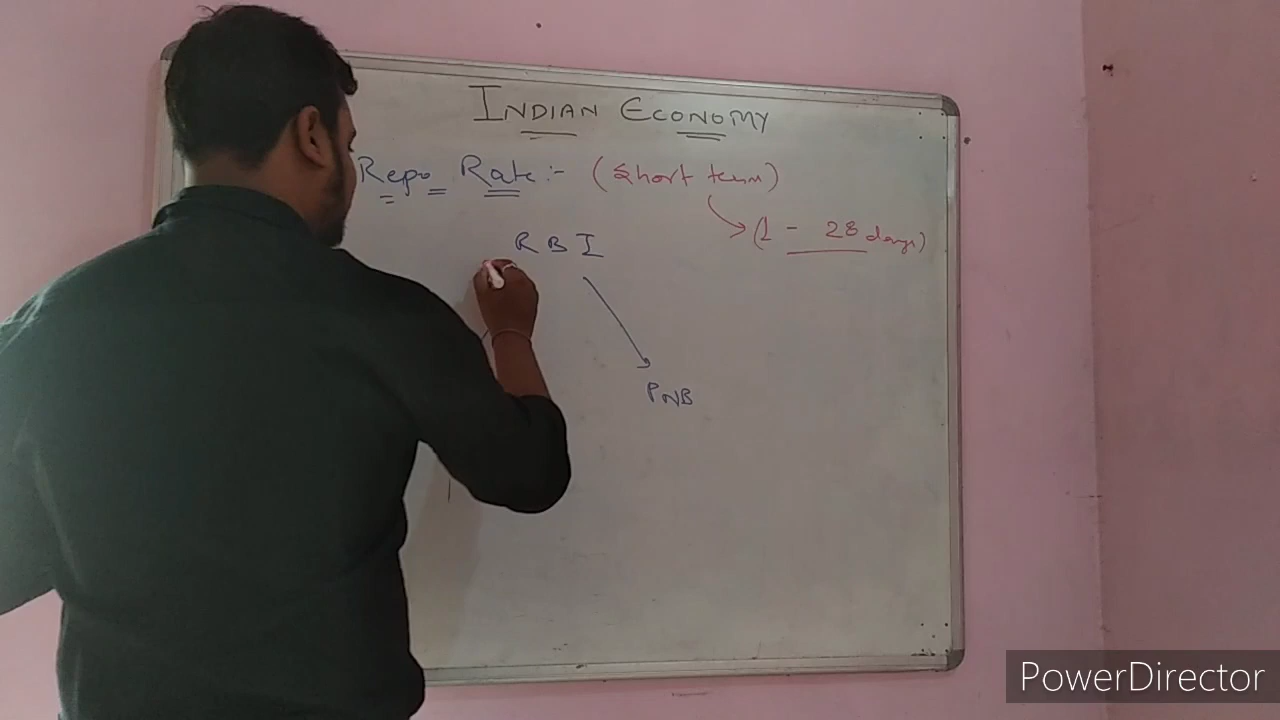 INDIAN ECONOMY
Repo Rate :- (Short term)
(1 - 28 days)
RBI
PNB
PowerDirector